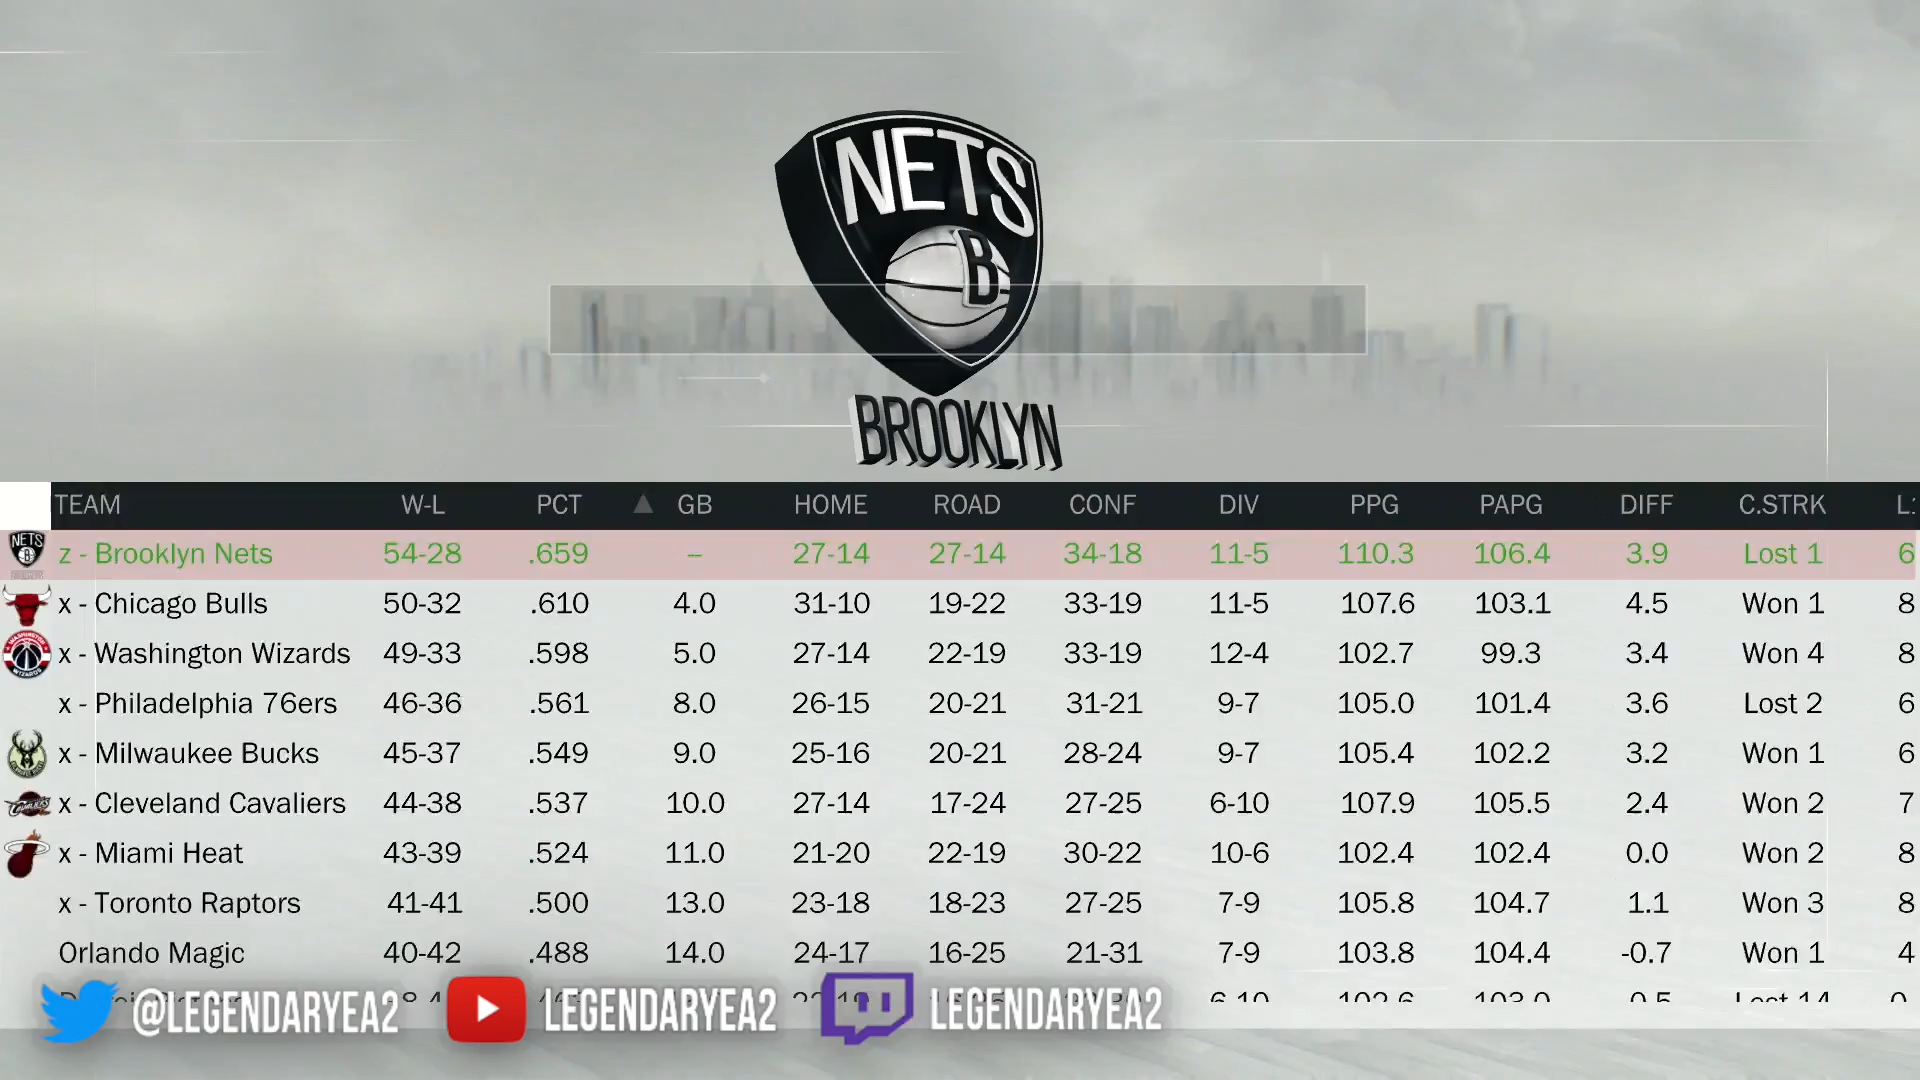 NETS
B
BROOKLYN
TEAM W-L PCT GB HOME ROAD CONF DIV PPG PAPG DIFF C.STRK
z - Brooklyn Nets 54-28 .659 -- 27-14 27-14 34-18 11-5 110.3 106.4 3.9 Lost 1 6
x - Chicago Bulls 50-32 .610 4.0 31-10 19-22 33-19 11-5 107.6 103.1 4.5 Won 1 8
x - Washington Wizards 49-33 .598 5.0 27-14 22-19 33-19 12-4 102.7 99.3 3.4 Won 4 8
x - Philadelphia 76ers 46-36 .561 8.0 26-15 20-21 31-21 9-7 105.0 101.4 3.6 Lost 2 6
x - Milwaukee Bucks 45-37 .549 9.0 25-16 20-21 28-24 9-7 105.4 102.2 3.2 Won 1 6
x - Cleveland Cavaliers 44-38 .537 10.0 27-14 17-24 27-25 6-10 107.9 105.5 2.4 Won 2 7
x - Miami Heat 43-39 .524 11.0 21-20 22-19 30-22 10-6 102.4 102.4 0.0 Won 2 8
x - Toronto Raptors 41-41 .500 13.0 23-18 18-23 27-25 7-9 105.8 104.7 1.1 Won 3 8
Orlando Magic 40-42 .488 14.0 24-17 16-25 21-31 7-9 103.8 104.4 -0.7 Won 1 4
6-10 102.6 103.0 Lost 14
@LEGENDARYEA2 LEGENDARYEA2 LEGENDARYEA2